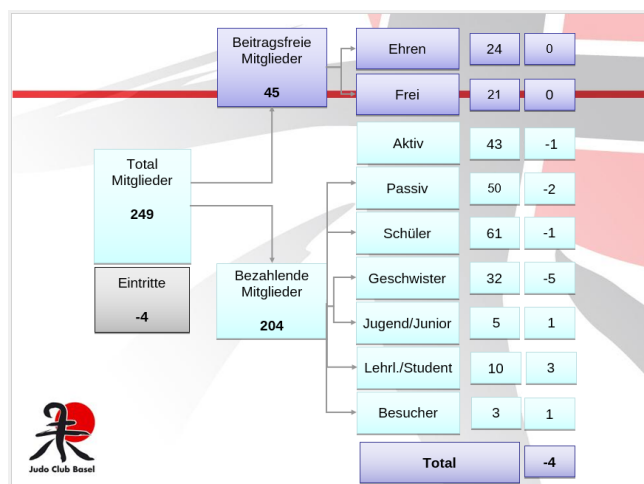 Beitragsfreie
Mitglieder
45
Ehren 24 0
Frei 21 0
Total
Mitglieder
249
Eintritte
-4
Bezahlende
Mitglieder
204
Aktiv 43 -1
Passiv 50 -2
Schüler 61 -1
Geschwister 32 -5
Jugend/Junior 5 1
Lehrl./Student 10 3
Besucher 3 1
Total -4
Judo Club Basel